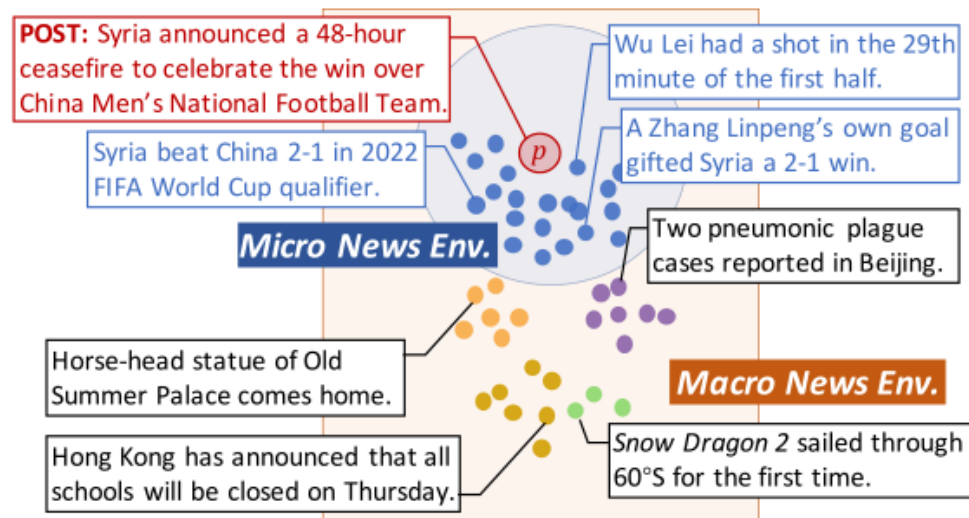 POST: Syria announced a 48-hour
ceasefire to celebrate the win over
China Men's National Football Team.
Wu Lei had a shot in the 29th
minute of the first half.
p
Syria beat China 2-1 in 2022
FIFA World Cup qualifier.
A Zhang Linpeng's own goal
gifted Syria a 2-1 win.
Micro News Env.
Two pneumonic plague
cases reported in Beijing.
Horse-head statue of Old
Summer Palace comes home.
Macro News Env.
Hong Kong has announced that all
schools will be closed on Thursday.
Snow Dragon 2 sailed through
60°S for the first time.